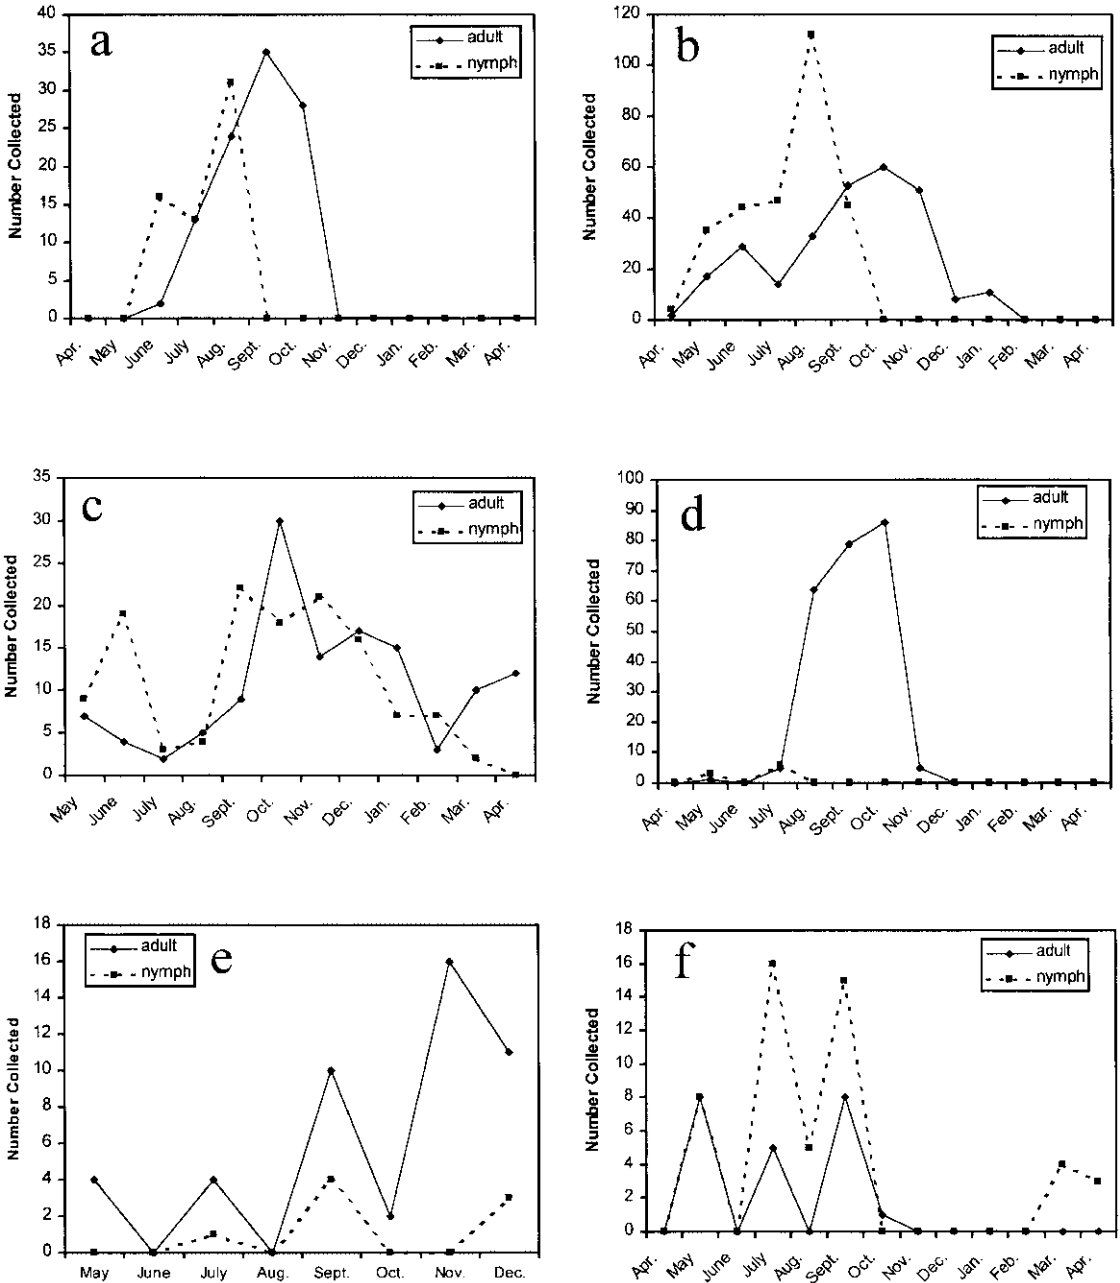 a
adult
nymph
Number Collected
40
35
30
25
20
15
10
5
0
Apr. May June July Aug. Sept. Oct. Nov. Dec. Jan. Feb. Mar. Apr.
b
adult
nymph
Number Collected
120
100
80
60
40
20
0
Apr. May June July Aug. Sept. Oct. Nov. Dec. Jan. Feb. Mar. Apr.
c
adult
nymph
Number Collected
35
30
25
20
15
10
5
0
May June July Aug. Sept. Oct. Nov. Dec. Jan. Feb. Mar. Apr.
d
adult
nymph
Number Collected
100
90
80
70
60
50
40
30
20
10
0
Apr. May June July Aug. Sept. Oct. Nov. Dec. Jan. Feb. Mar. Apr.
e
adult
nymph
Number Collected
18
16
14
12
10
8
6
4
2
0
May June July Aug. Sept. Oct. Nov. Dec.
f
adult
nymph
Number Collected
18
16
14
12
10
8
6
4
2
0
Apr. May June July Aug. Sept. Oct. Nov. Dec. Jan. Feb. Mar. Apr.